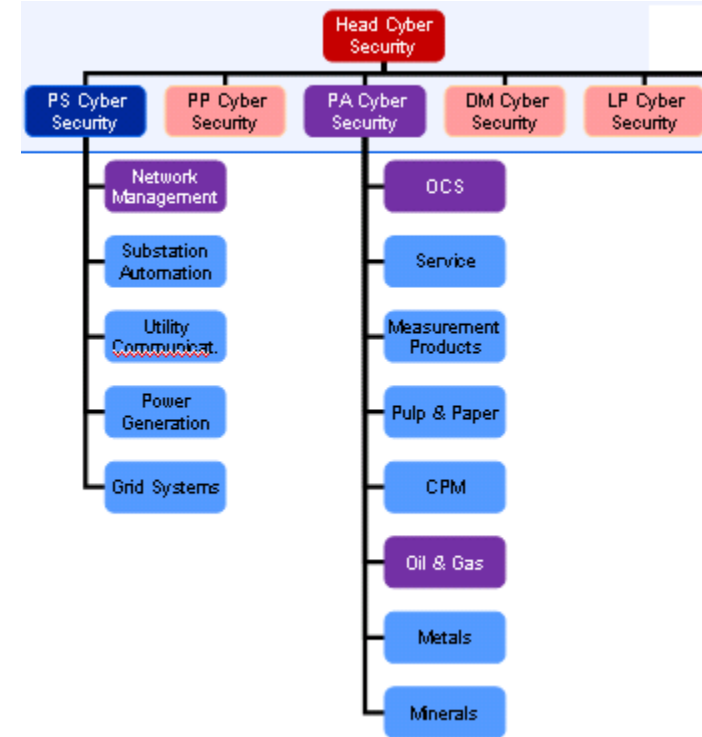 Head Cyber
Security
PS Cyber
Security
PP Cyber
Security
PA Cyber
Security
DM Cyber
Security
LP Cyber
Security
Network
Management
Substation
Automation
Utility
Communicat.
Power
Generation
Grid Systems
OCS
Service
Measurement
Products
Pulp & Paper
CPM
Oil & Gas
Metals
Minerals